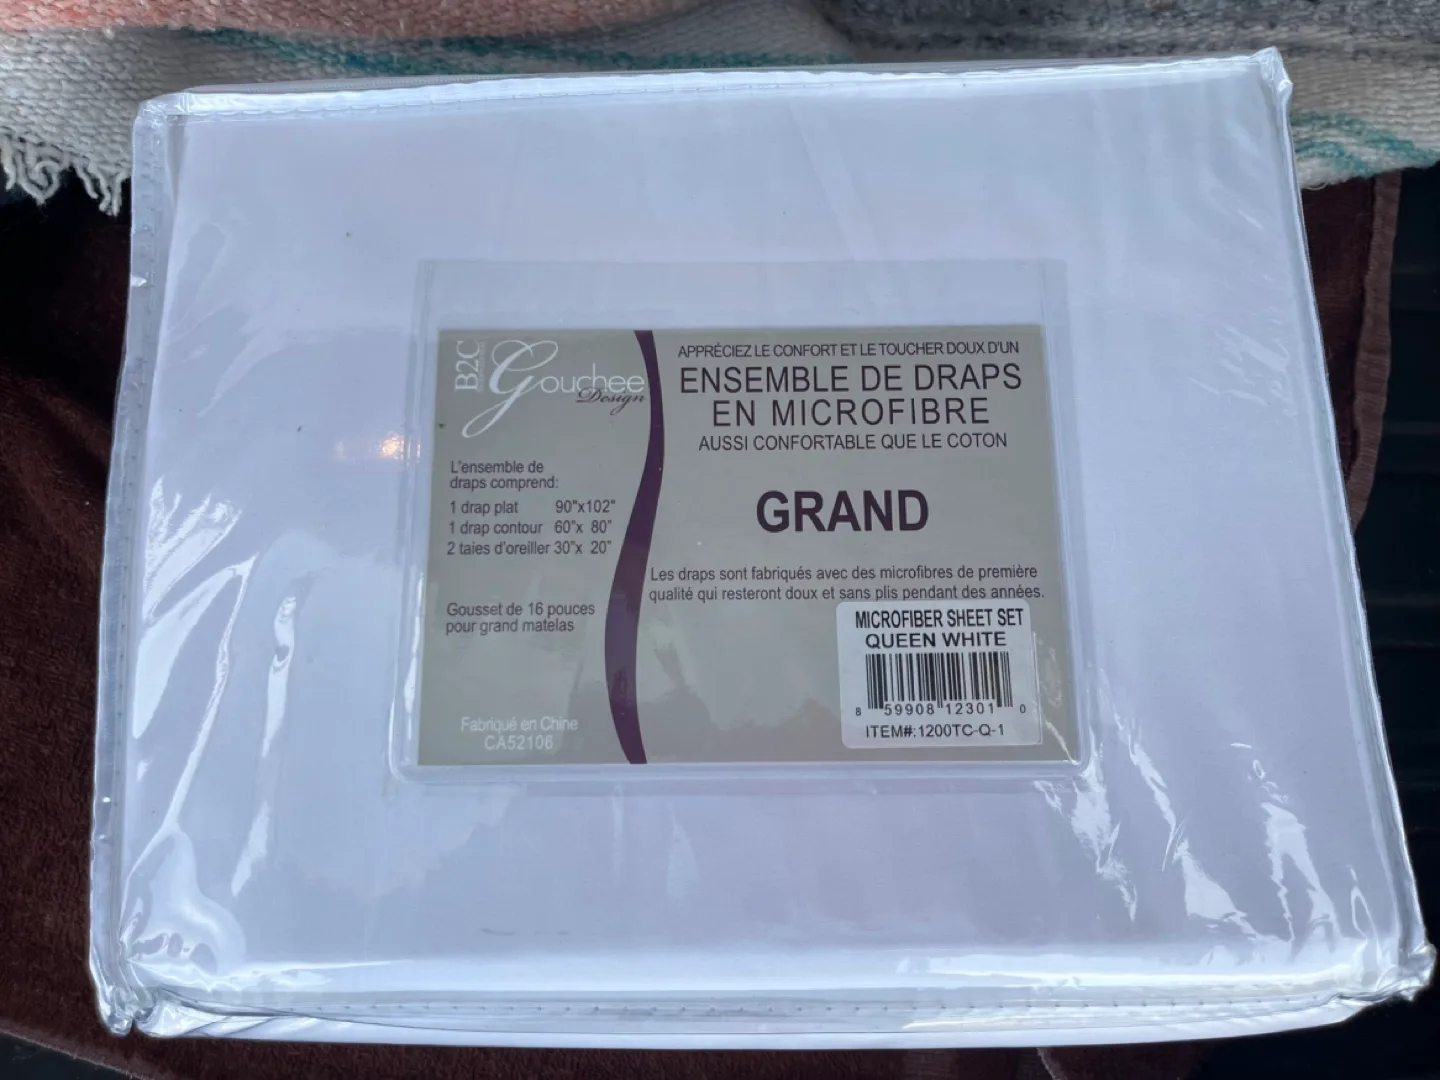 B2C
Gouchee
Design
L'ensemble de
draps comprend:
1 drap plat 90"x102"
1 drap contour 60"x 80"
2 taies d'oreiller 30"x 20"
Gousset de 16 pouces
pour grand matelas
Fabriqué en Chine
CA52106
APPRÉCIEZ LE CONFORT ET LE TOUCHER DOUX D'UN
ENSEMBLE DE DRAPS
EN MICROFIBRE
AUSSI CONFORTABLE QUE LE COTON
GRAND
Les draps sont fabriqués avec des microfibres de première
qualité qui resteront doux et sans plis pendant des années.
MICROFIBER SHEET SET
QUEEN WHITE
8 59908 12301 0
ITEM#:1200TC-Q-1